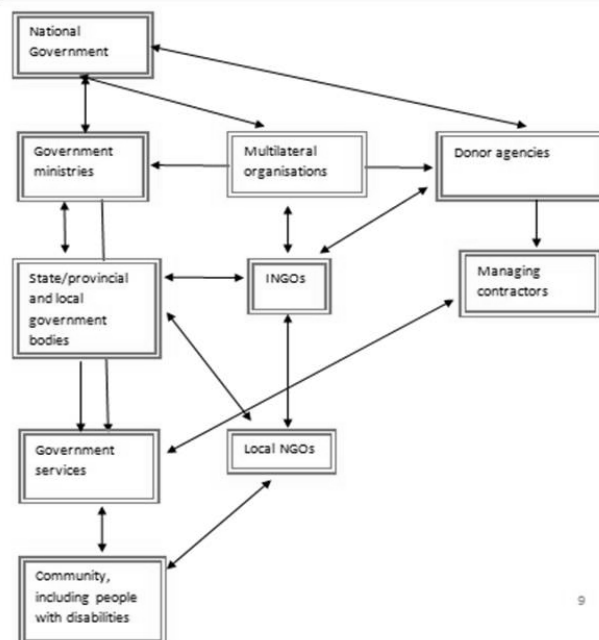 National
Government
Government
ministries
Multilateral
organisations
Donor agencies
State/provincial
and local
government
bodies
INGOs
Managing
contractors
Government
services
Local NGOs
Community,
including people
with disabilities
9